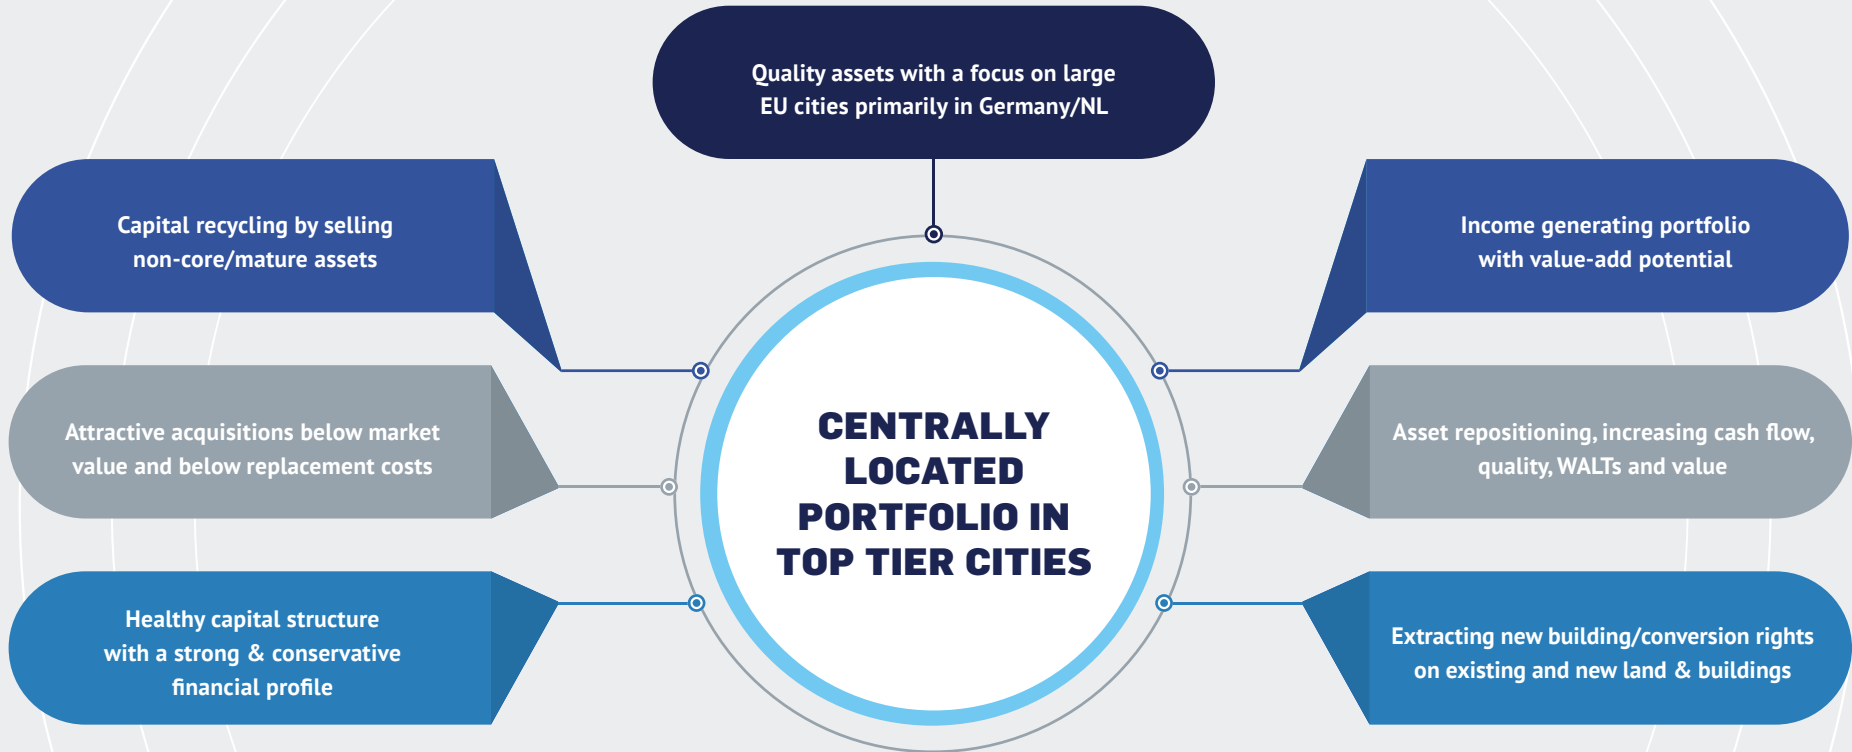 Quality assets with a focus on large
EU cities primarily in Germany/NL
Capital recycling by selling
non-core/mature assets
Income generating portfolio
with value-add potential
Attractive acquisitions below market
value and below replacement costs
CENTRALLY
LOCATED
PORTFOLIO IN
TOP TIER CITIES
Asset repositioning, increasing cash flow,
quality, WALTs and value
Healthy capital structure
with a strong & conservative
financial profile
Extracting new building/conversion rights
on existing and new land & buildings